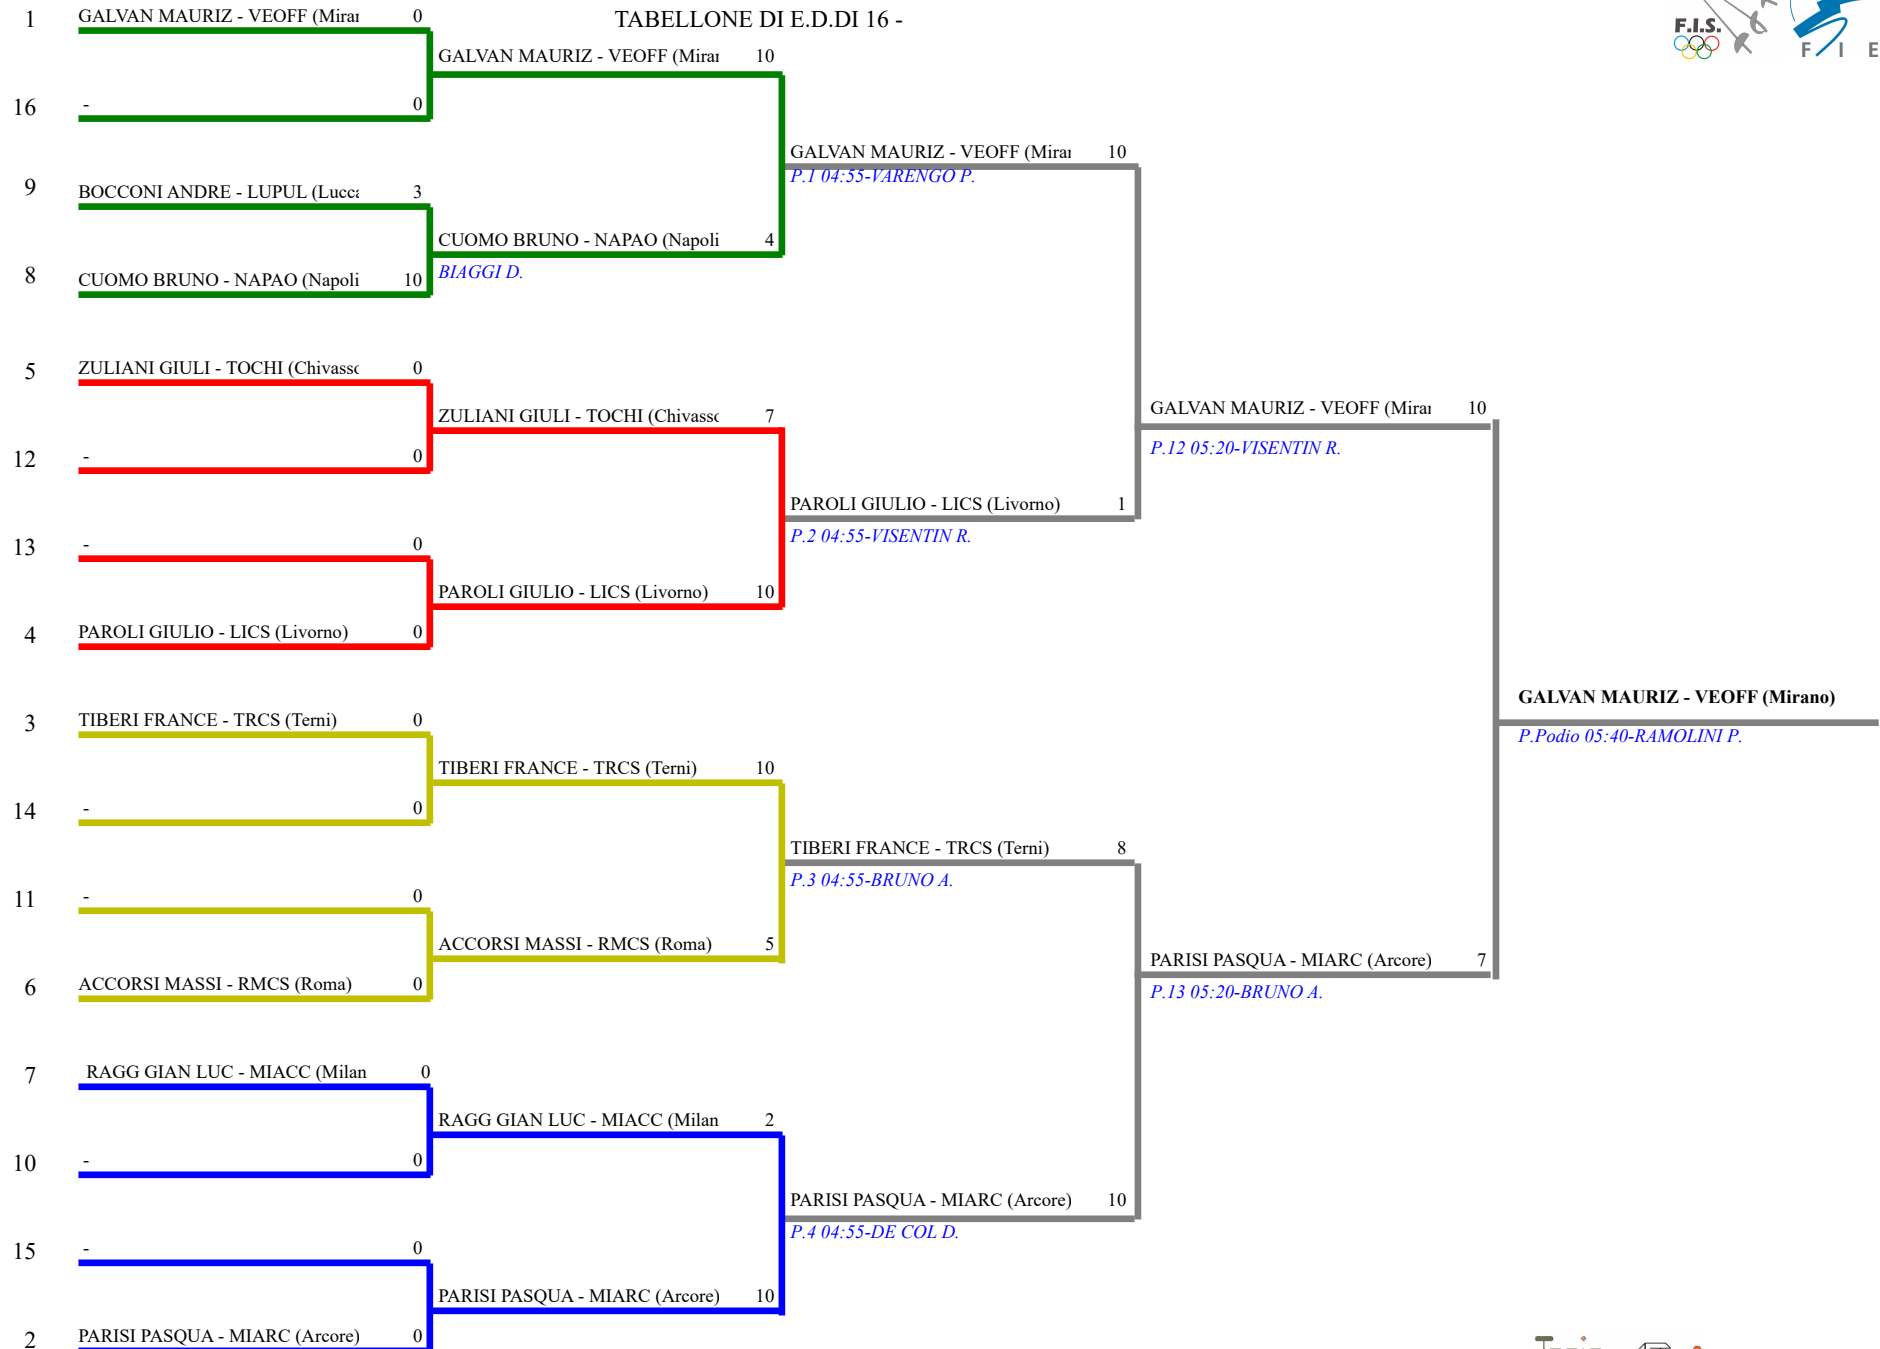 TABELLONE DI E.D.DI 16 -
F.I.S.
F I E
1 GALVAN MAURIZ - VEOFF (Mirar 0
GALVAN MAURIZ - VEOFF (Mirar 10
16 - 0
GALVAN MAURIZ - VEOFF (Mirar 10
P.1 04:55-VARENGO P.
9 BOCCONI ANDRE - LUPUL (Lucca 3
CUOMO BRUNO - NAPAO (Napoli 4
BIAGGI D.
8 CUOMO BRUNO - NAPAO (Napoli 10
5 ZULIANI GIULI - TOCHI (Chivasso 0
ZULIANI GIULI - TOCHI (Chivasso 7
GALVAN MAURIZ - VEOFF (Mirar 10
P.12 05:20-VISENTIN R.
12 - 0
PAROLI GIULIO - LICS (Livorno) 1
P.2 04:55-VISENTIN R.
13 - 0
PAROLI GIULIO - LICS (Livorno) 10
4 PAROLI GIULIO - LICS (Livorno) 0
GALVAN MAURIZ - VEOFF (Mirano)
P.Podio 05:40-RAMOLINI P.
3 TIBERI FRANCE - TRCS (Terni) 0
TIBERI FRANCE - TRCS (Terni) 10
14 - 0
TIBERI FRANCE - TRCS (Terni) 8
P.3 04:55-BRUNO A.
11 - 0
ACCORSI MASSI - RMCS (Roma) 5
PARISI PASQUA - MIARC (Arcore) 7
P.13 05:20-BRUNO A.
6 ACCORSI MASSI - RMCS (Roma) 0
7 RAGG GIAN LUC - MIACC (Milan 0
RAGG GIAN LUC - MIACC (Milan 2
10 - 0
PARISI PASQUA - MIARC (Arcore) 10
P.4 04:55-DE COL D.
15 - 0
PARISI PASQUA - MIARC (Arcore) 10
2 PARISI PASQUA - MIARC (Arcore) 0